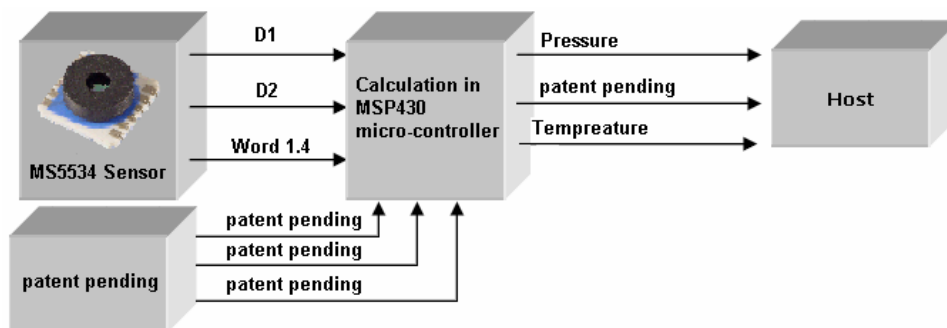 D1
D2
Word 1.4
MS5534 Sensor
Calculation in
MSP430
micro-controller
Pressure
patent pending
Tempreature
Host
patent pending
patent pending
patent pending
patent pending